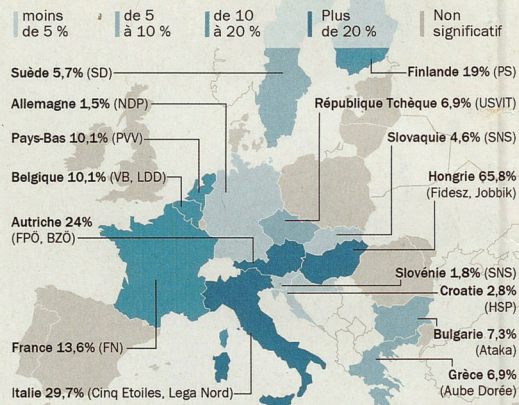 moins
de 5 %
de 5
à 10 %
de 10
à 20 %
Plus
de 20 %
Non
significatif
Suède 5,7% (SD)
Finlande 19% (PS)
Allemagne 1,5% (NDP)
République Tchèque 6,9% (USVIT)
Pays-Bas 10,1% (PVV)
Slovaquie 4,6% (SNS)
Belgique 10,1% (VB, LDD)
Hongrie 65,8%
(Fidesz, Jobbik)
Autriche 24%
(FPÖ, BZÖ)
Slovénie 1,8% (SNS)
Croatie 2,8%
(HSP)
Bulgarie 7,3%
(Ataka)
France 13,6% (FN)
Grèce 6,9%
(Aube Dorée)
Italie 29,7% (Cinq Etoiles, Lega Nord)